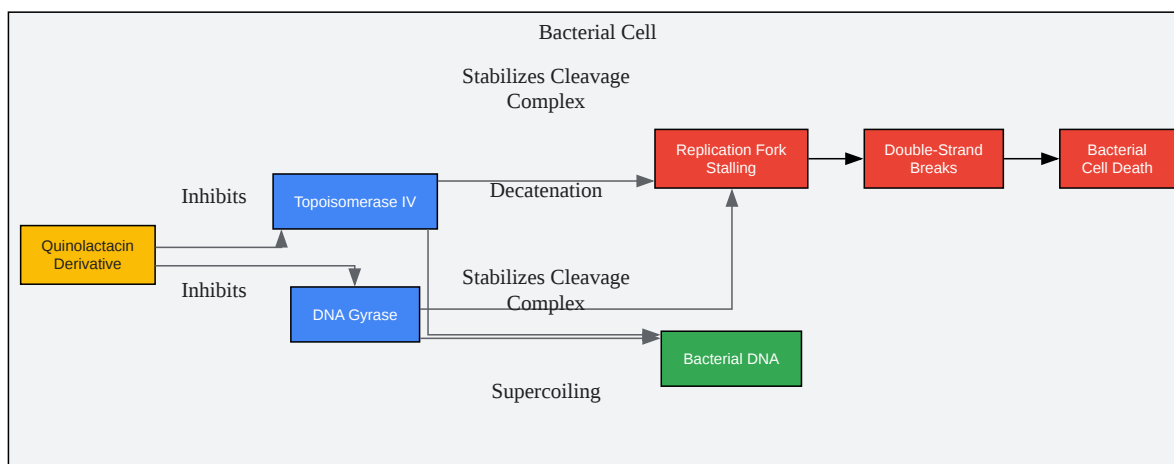 Bacterial Cell
Stabilizes Cleavage
Complex
Replication Fork
Stalling
Double-Strand
Breaks
Bacterial
Cell Death
Inhibits
Topoisomerase IV
Decatenation
Quinolactacin
Derivative
Inhibits
DNA Gyrase
Stabilizes Cleavage
Complex
Bacterial DNA
Supercoiling